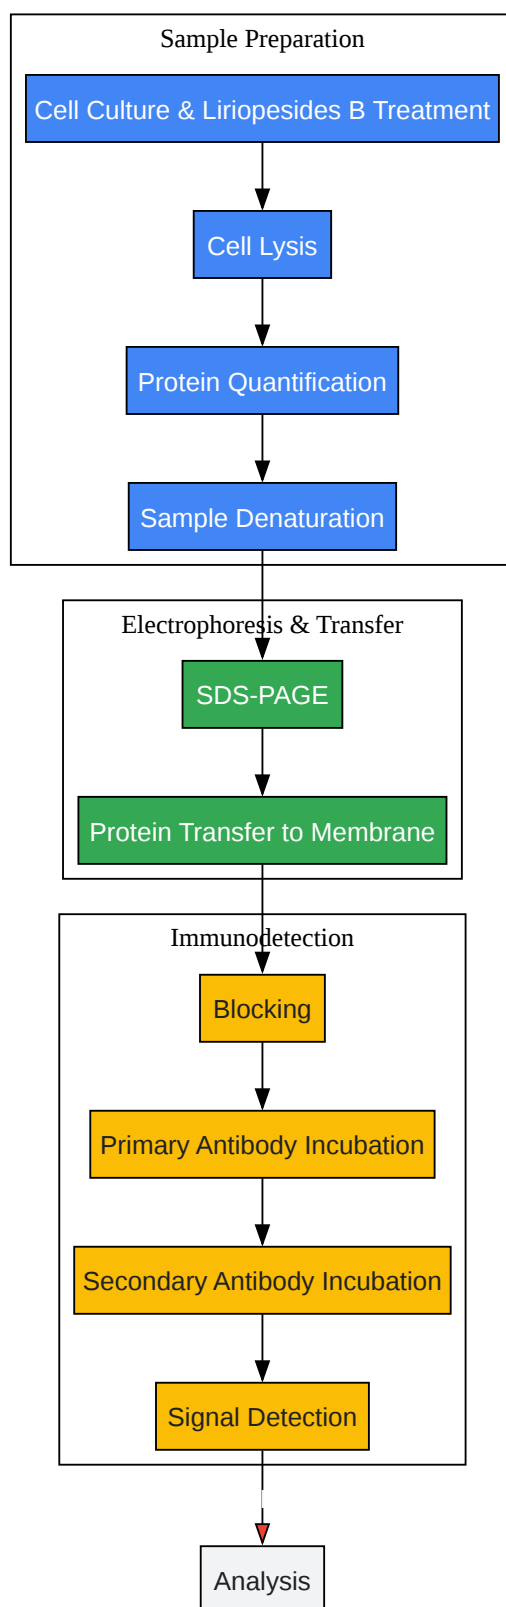 Sample Preparation
Cell Culture & Liriopesides B Treatment
Cell Lysis
Protein Quantification
Sample Denaturation
Electrophoresis & Transfer
SDS-PAGE
Protein Transfer to Membrane
Immunodetection
Blocking
Primary Antibody Incubation
Secondary Antibody Incubation
Signal Detection
Analysis